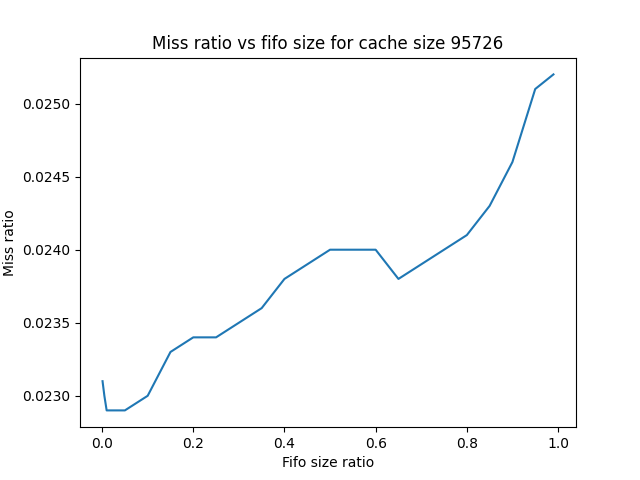 Miss ratio vs fifo size for cache size 95726
0.0250
0.0245
0.0240
0.0235
0.0230
Miss ratio
0.0 0.2 0.4 0.6 0.8 1.0
Fifo size ratio